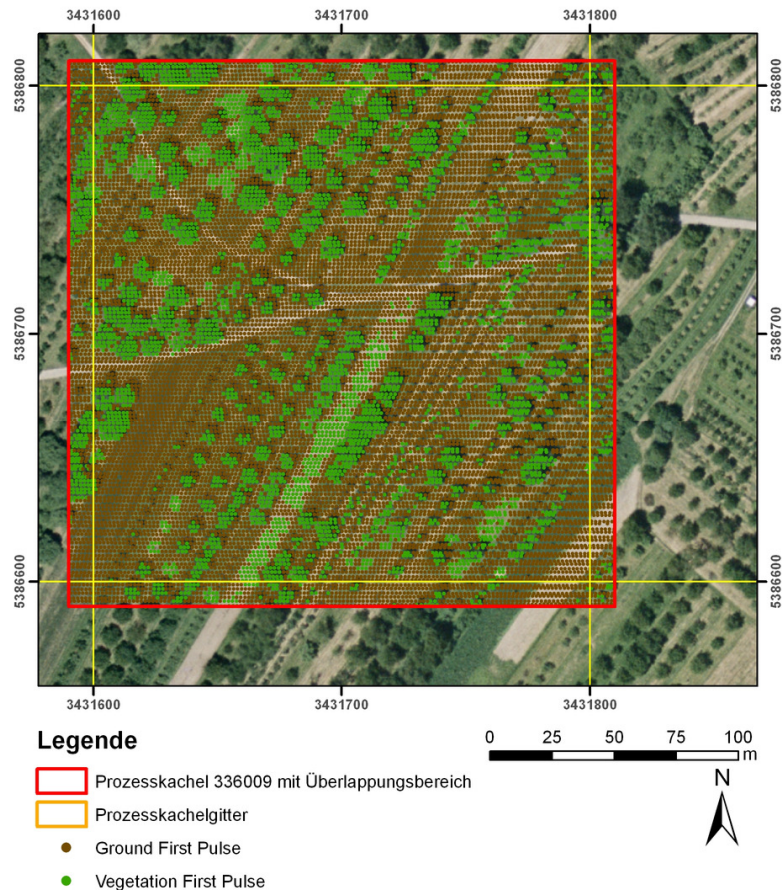 3431600 3431700 3431800
5386800 5386800
5386700 5386700
5386600 5386600
3431600 3431700 3431800
Legende
0 25 50 75 100
m
Prozesskachel 336009 mit Überlappungsbereich
N
Prozesskachelgitter
Ground First Pulse
Vegetation First Pulse